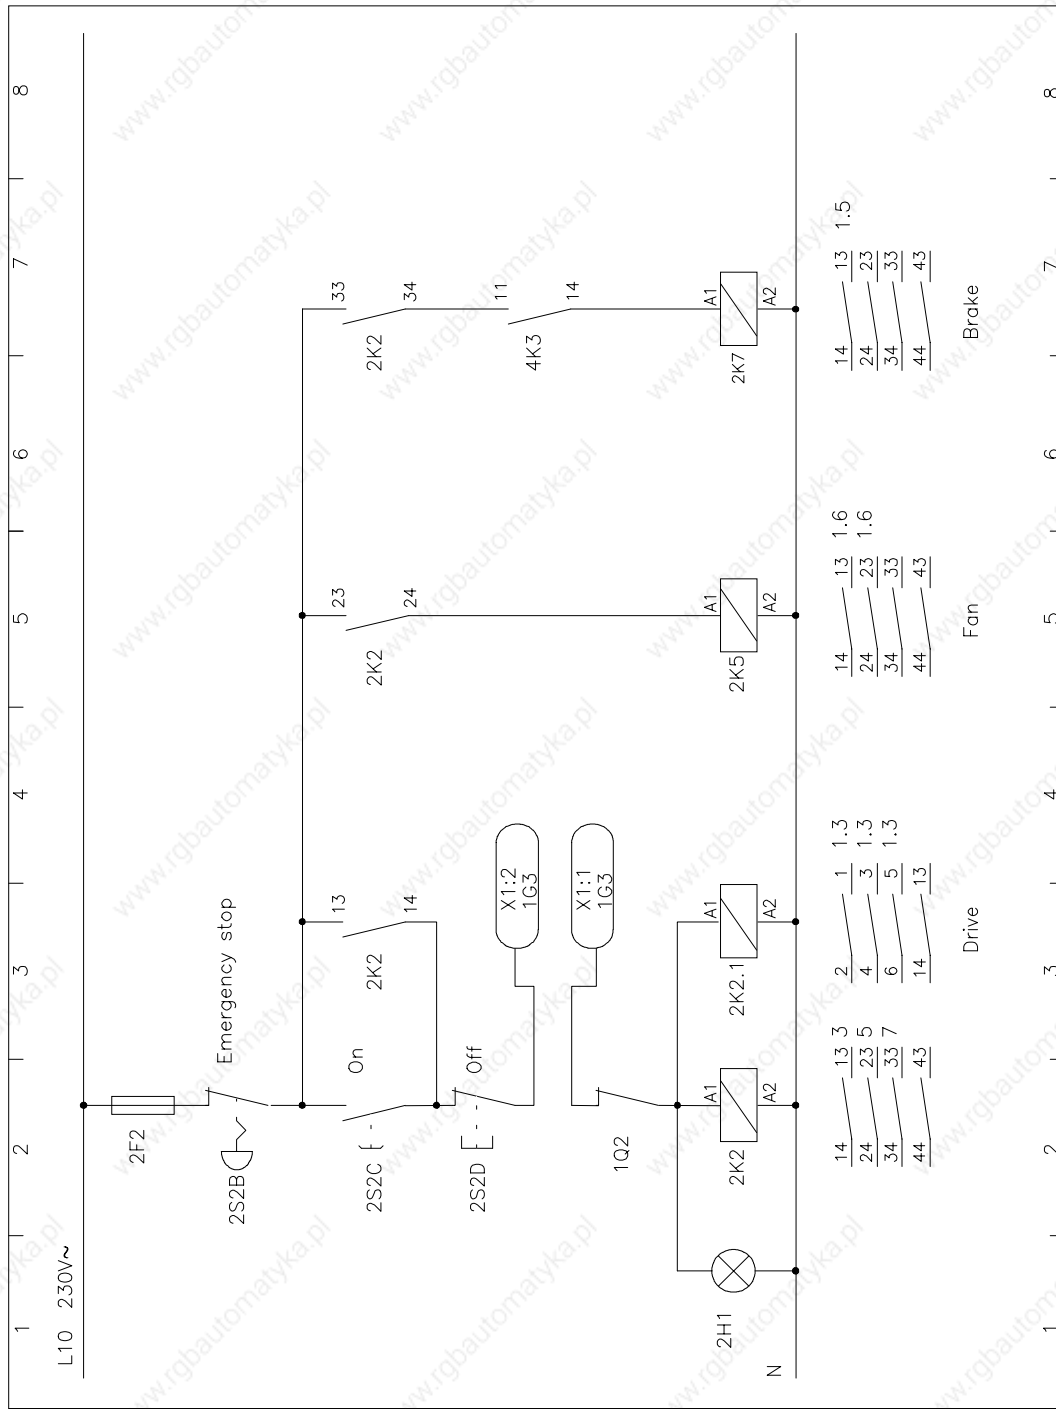 1 2 3 4 5 6 7 8
L10 230V~
2F2
2S2B
Emergency stop
2S2C
On
2K2
13
14
2K2
23
24
2K2
33
34
4K3
11
14
2S2D
Off
X1:2
1G3
X1:1
1G3
1Q2
2H1
2K2
A1
A2
2K2.1
A1
A2
2K5
A1
A2
2K7
A1
A2
N
14 13 3
24 23 5
34 33 7
44 43
2 1 1.3
4 3 1.3
6 5 1.3
14 13
Drive
14 13 1.6
24 23 1.6
34 33
44 43
Fan
14 13 1.5
24 23
34 33
44 43
Brake
1 2 3 4 5 6 7 8
www.rgbautomatyka.pl